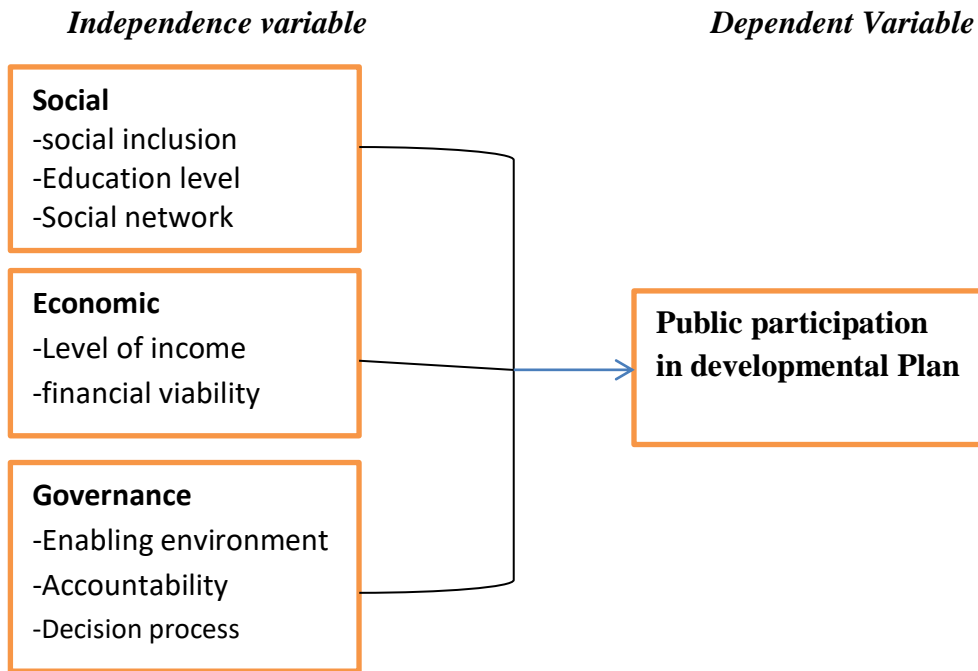 Independence variable
Dependent Variable
Social
-social inclusion
-Education level
-Social network
Economic
-Level of income
-financial viability
Governance
-Enabling environment
-Accountability
-Decision process
Public participation
in developmental Plan